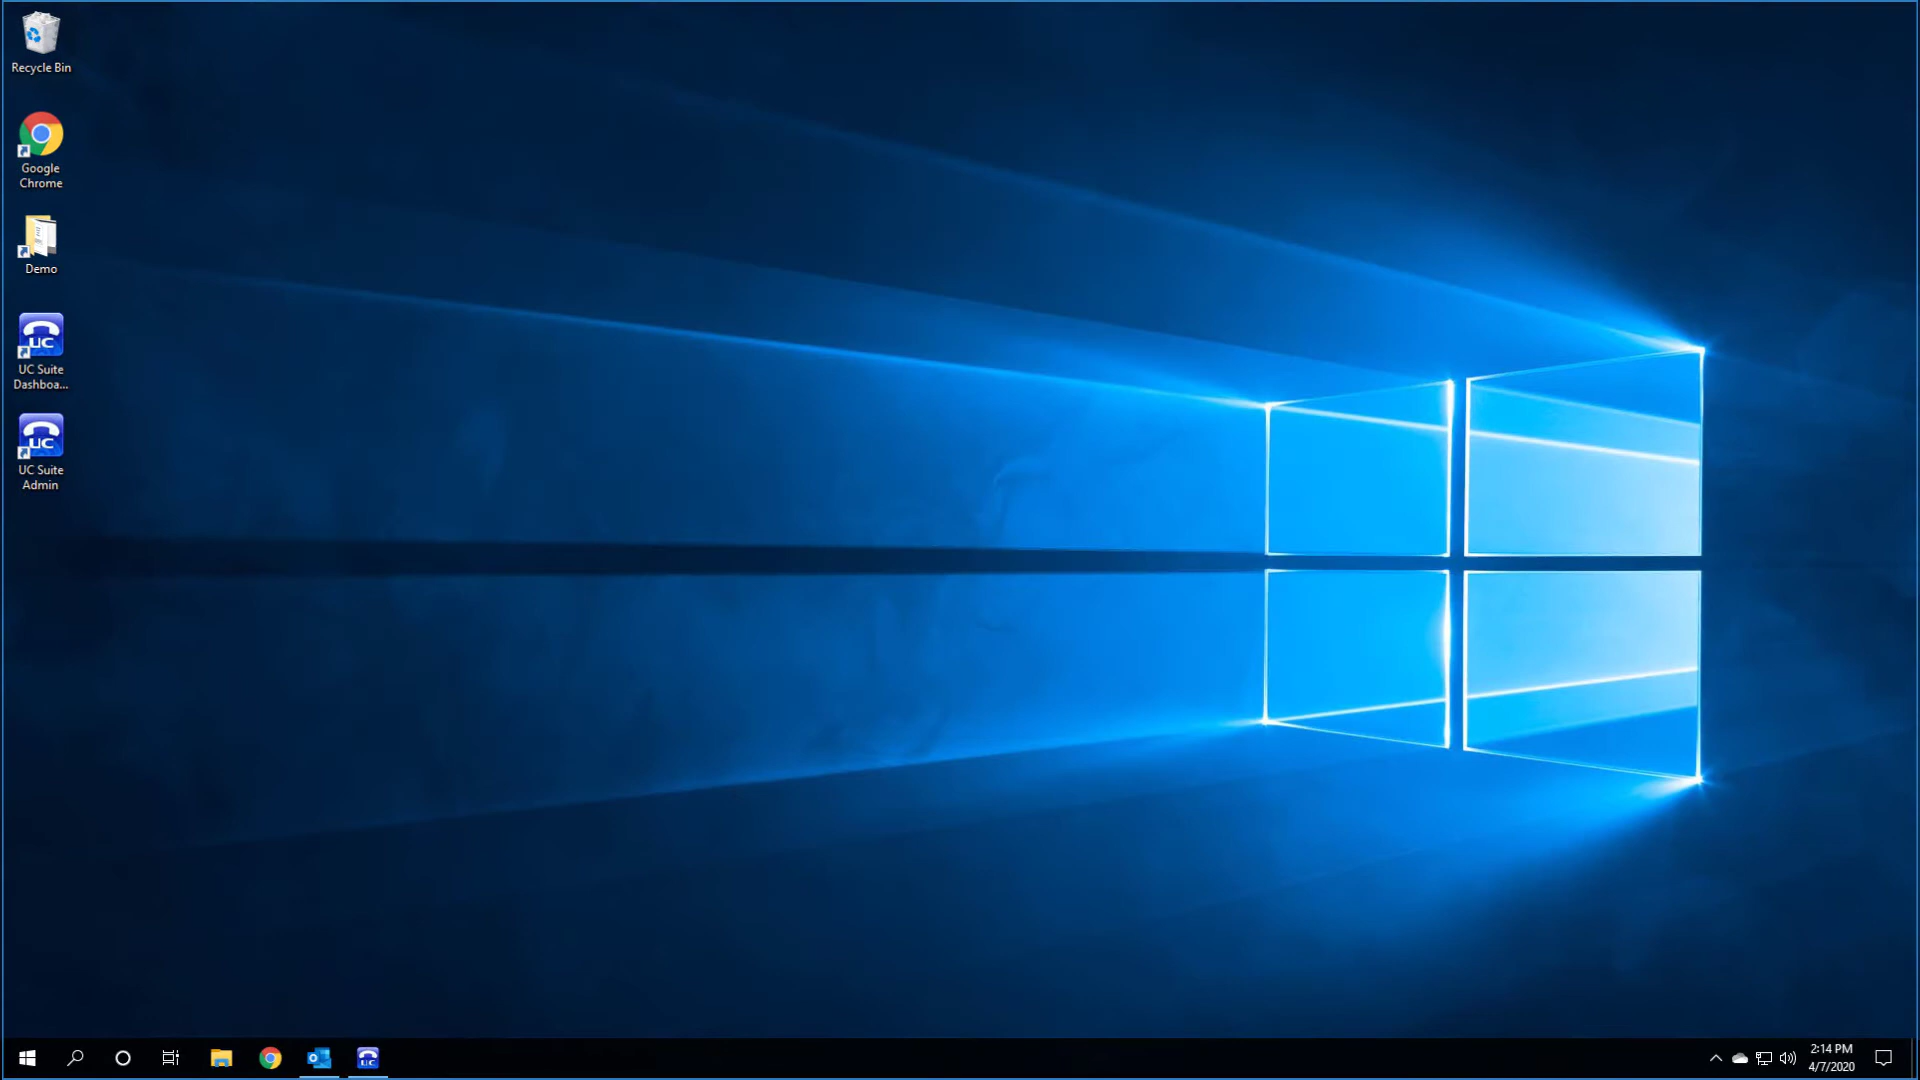 Recycle Bin
Google
Chrome
Demo
UC
UC Suite
Dashboa...
UC
UC Suite
Admin
UC
2:14 PM
4/7/2020